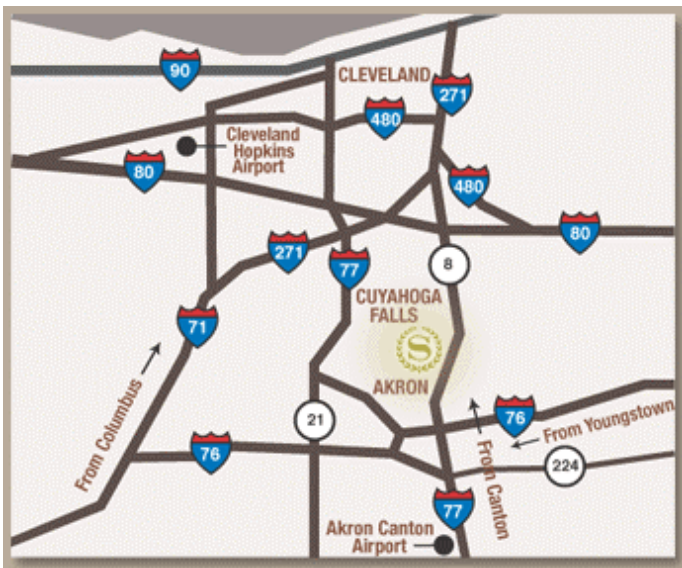 90
CLEVELAND
271
480
Cleveland
Hopkins
Airport
80
480
80
271
77
8
CUYAHOGA
FALLS
71
S
AKRON
From Columbus
21
76
From Youngstown
76
From Canton
224
77
Akron Canton
Airport